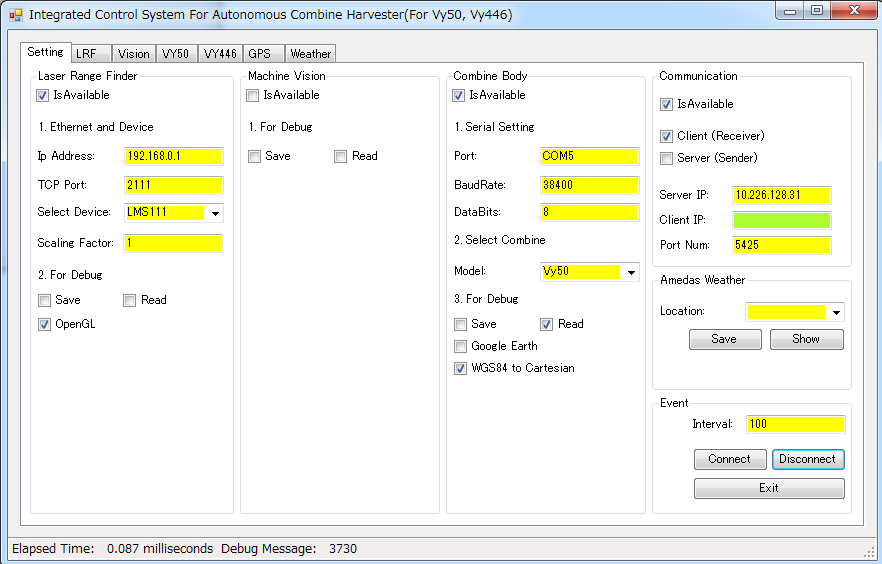 Integrated Control System For Autonomous Combine Harvester(For Vy50, Vy446)
Setting LRF Vision VY50 VY446 GPS Weather
Laser Range Finder
IsAvailable
1. Ethernet and Device
Ip Address: 192.168.0.1
TCP Port: 2111
Select Device: LMS111
Scaling Factor: 1
2. For Debug
Save Read
OpenGL
Machine Vision
IsAvailable
1. For Debug
Save Read
Combine Body
IsAvailable
1. Serial Setting
Port: COM5
BaudRate: 38400
DataBits: 8
2. Select Combine
Model: Vy50
3. For Debug
Save Read
Google Earth
WGS84 to Cartesian
Communication
IsAvailable
Client (Receiver)
Server (Sender)
Server IP: 10.226.128.31
Client IP:
Port Num: 5425
Amedas Weather
Location:
Save Show
Event
Interval: 100
Connect Disconnect
Exit
Elapsed Time: 0.087 milliseconds Debug Message: 3730